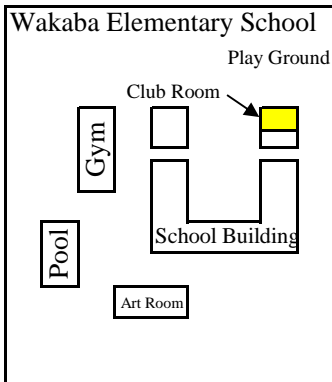 Wakaba Elementary School
Play Ground
Club Room
Gym
School Building
Pool
Art Room